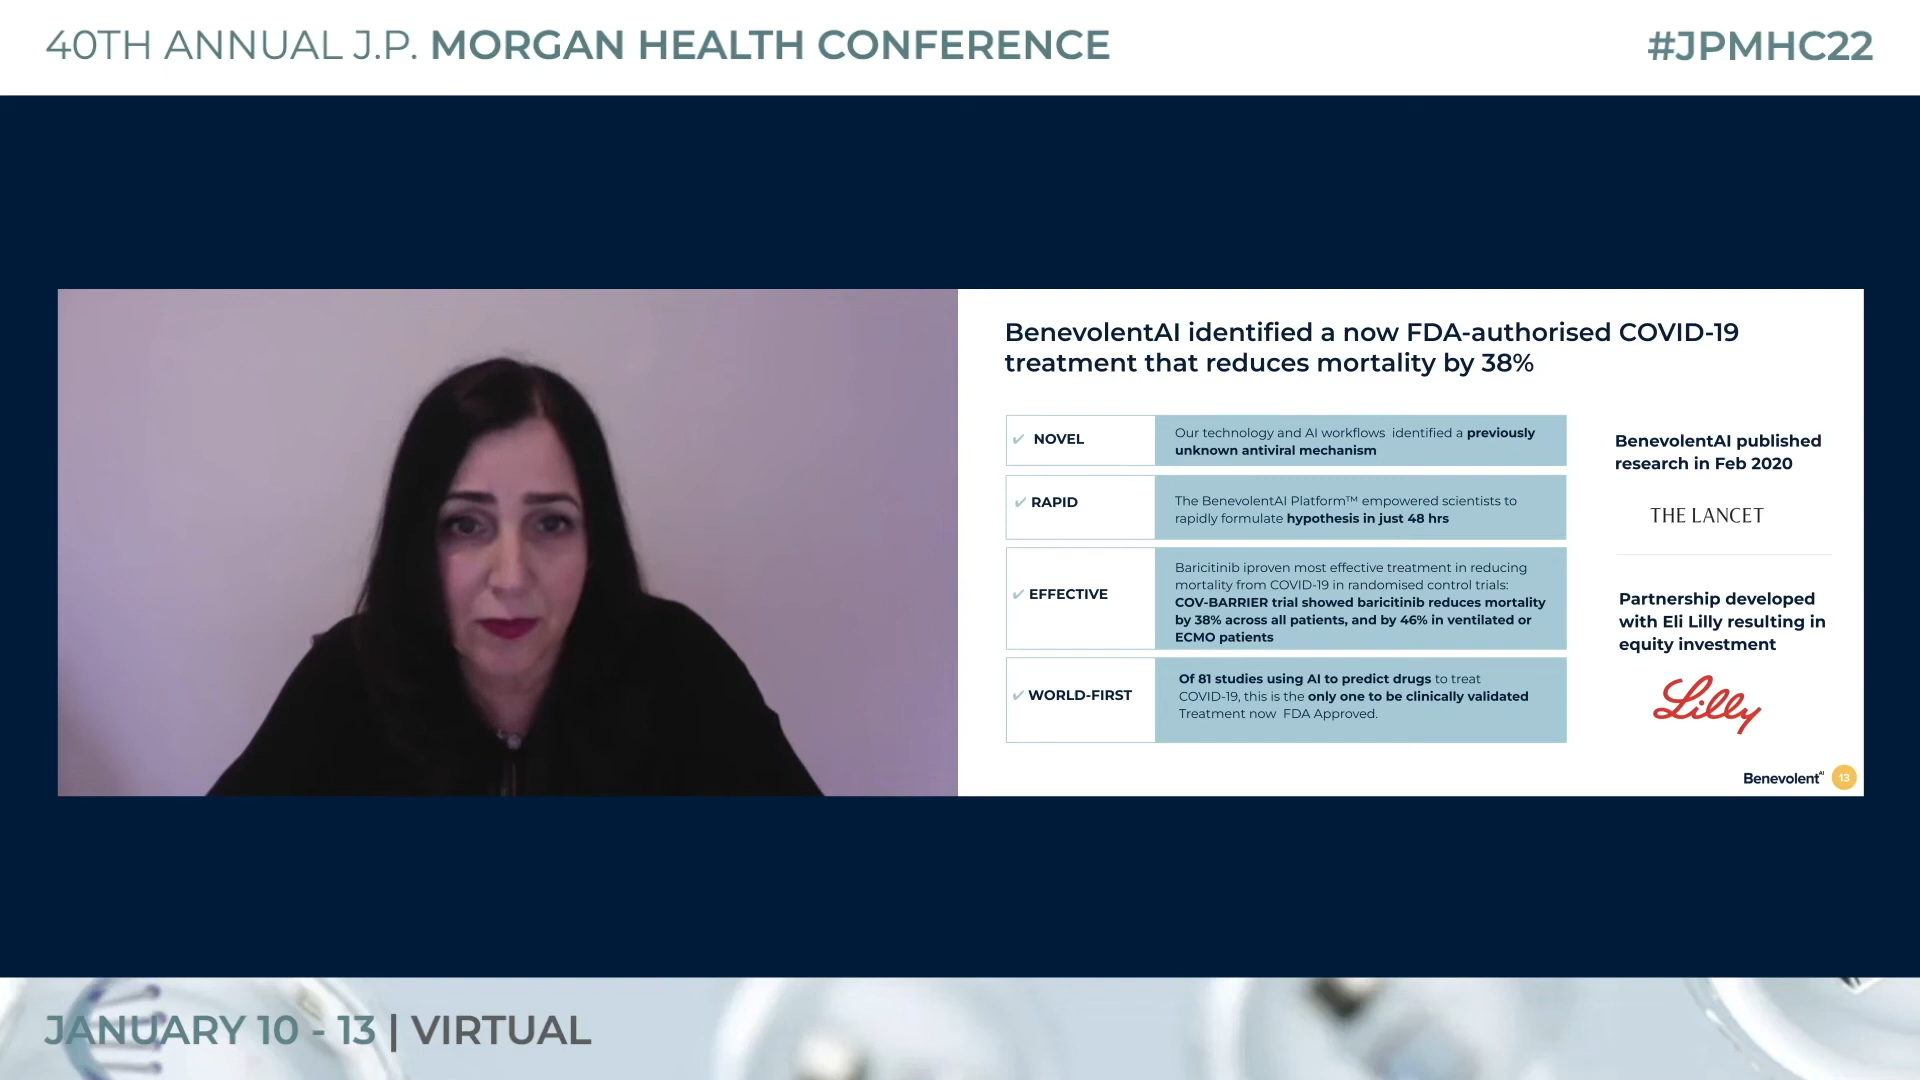 40TH ANNUAL J.P. MORGAN HEALTH CONFERENCE
#JPMHC22
BenevolentAI identified a now FDA-authorised COVID-19
treatment that reduces mortality by 38%
✓ NOVEL
Our technology and AI workflows identified a previously
unknown antiviral mechanism
✓ RAPID
The BenevolentAI Platform™ empowered scientists to
rapidly formulate hypothesis in just 48 hrs
✓ EFFECTIVE
Baricitinib iproven most effective treatment in reducing
mortality from COVID-19 in randomised control trials:
COV-BARRIER trial showed baricitinib reduces mortality
by 38% across all patients, and by 46% in ventilated or
ECMO patients
✓ WORLD-FIRST
Of 81 studies using AI to predict drugs to treat
COVID-19, this is the only one to be clinically validated
Treatment now FDA Approved.
BenevolentAI published
research in Feb 2020
THE LANCET
Partnership developed
with Eli Lilly resulting in
equity investment
Lilly
Benevolent AI
13
JANUARY 10 - 13 | VIRTUAL